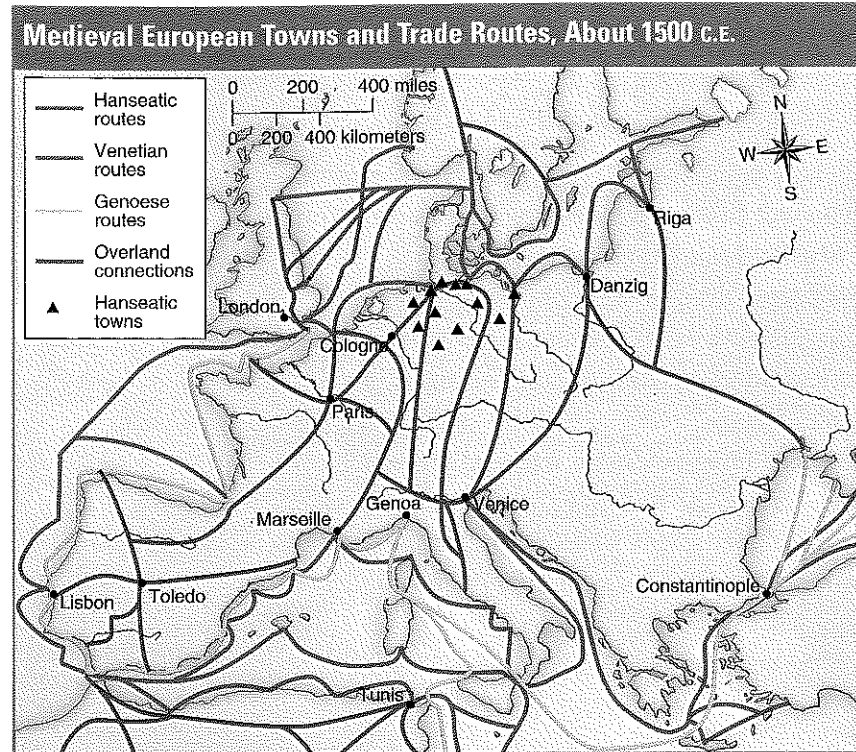 Medieval European Towns and Trade Routes, About 1500 C.E.
Hanseatic
routes
Venetian
routes
Genoese
routes
Overland
connections
Hanseatic
towns
0 200 400 miles
0 200 400 kilometers
N
W E
S
Riga
Danzig
London
Cologne
Paris
Venice
Genoa
Marseille
Constantinople
Lisbon
Toledo
Tunis